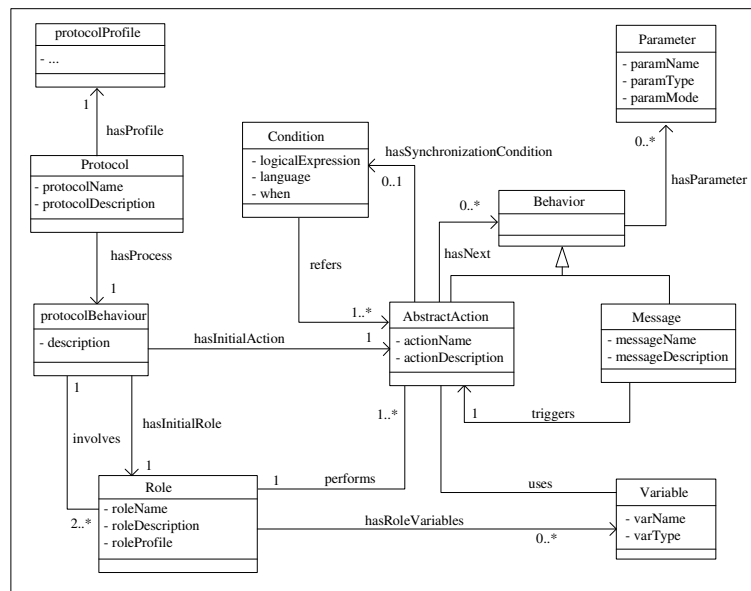 protocolProfile
- ...
1
hasProfile
Protocol
- protocolName
- protocolDescription
hasProcess
1
protocolBehaviour
- description
1
involves
hasInitialRole
1
2..*
Role
- roleName
- roleDescription
- roleProfile
Condition
- logicalExpression
- language
- when
hasSynchronizationCondition
0..1
refers
1..*
hasInitialAction
1
AbstractAction
- actionName
- actionDescription
1..*
1
performs
0..*
hasNext
Behavior
Parameter
- paramName
- paramType
- paramMode
0..*
hasParameter
Message
- messageName
- messageDescription
1
triggers
uses
hasRoleVariables
0..*
Variable
- varName
- varType